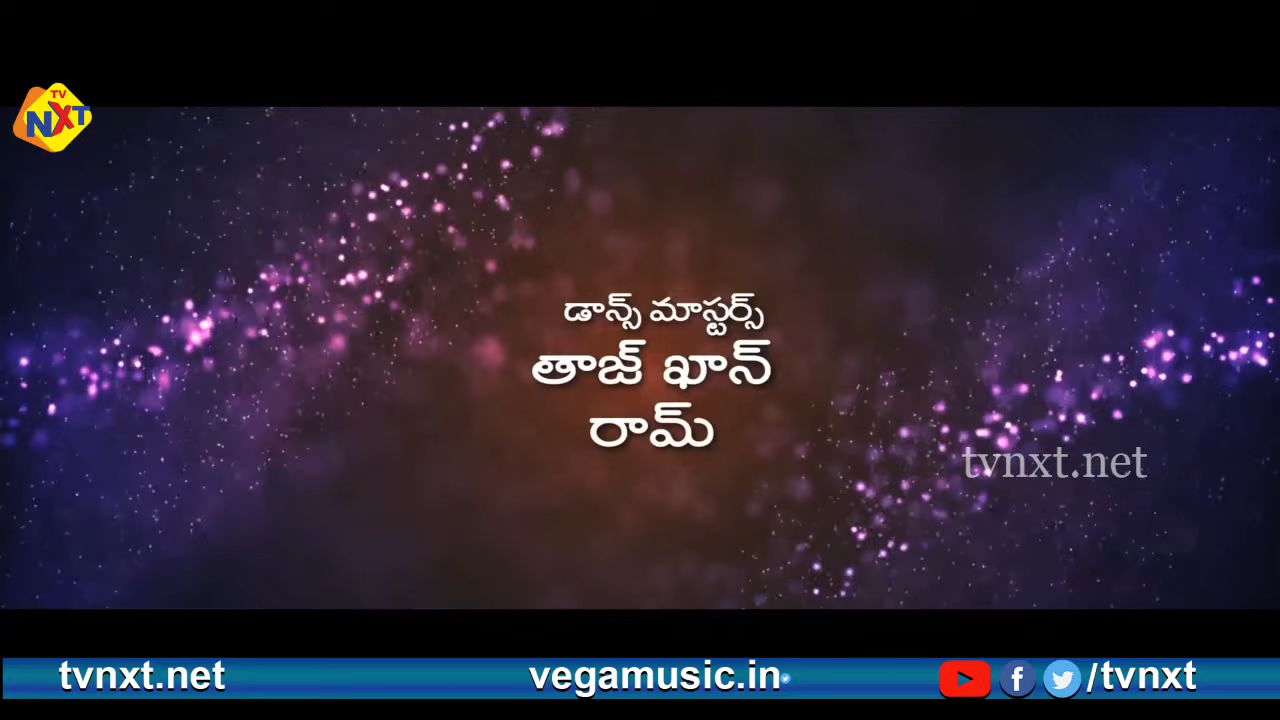 TV
NXT
డాన్స్ మాస్టర్స్
తాజ్ ఖాన్
రామ్
tvnxt.net
tvnxt.net
vegamusic.in
/tvnxt